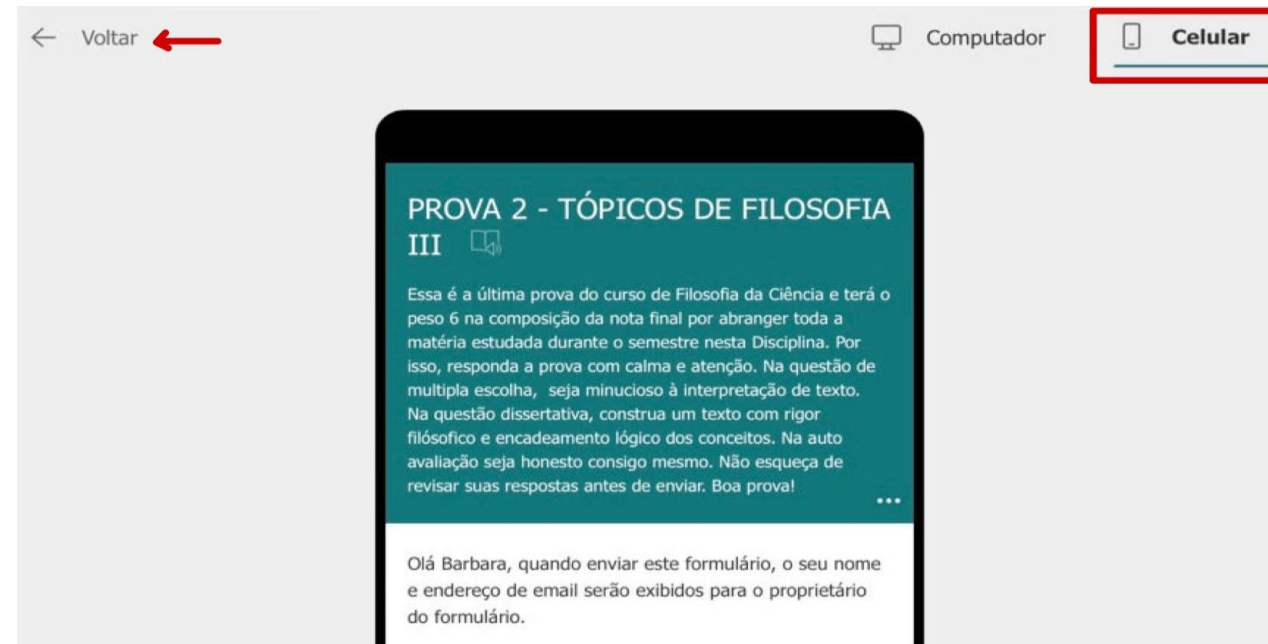 Voltar
Computador
Celular
PROVA 2 - TÓPICOS DE FILOSOFIA
III
Essa é a última prova do curso de Filosofia da Ciência e terá o
peso 6 na composição da nota final por abranger toda a
matéria estudada durante o semestre nesta Disciplina. Por
isso, responda a prova com calma e atenção. Na questão de
multipla escolha, seja minucioso à interpretação de texto.
Na questão dissertativa, construa um texto com rigor
filósofico e encadeamento lógico dos conceitos. Na auto
avaliação seja honesto consigo mesmo. Não esqueça de
revisar suas respostas antes de enviar. Boa prova!
Olá Barbara, quando enviar este formulário, o seu nome
e endereço de email serão exibidos para o proprietário
do formulário.